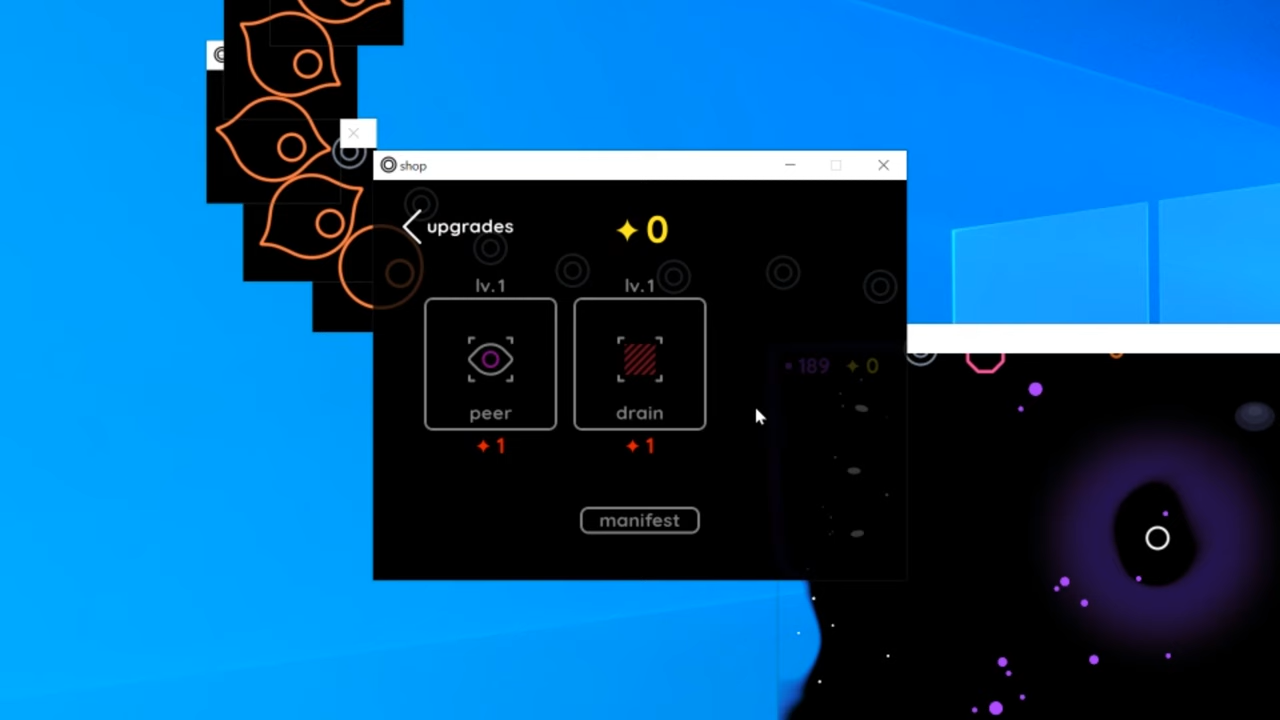 shop
upgrades
0
lv.1 lv.1
peer drain
1 1
189 0
manifest